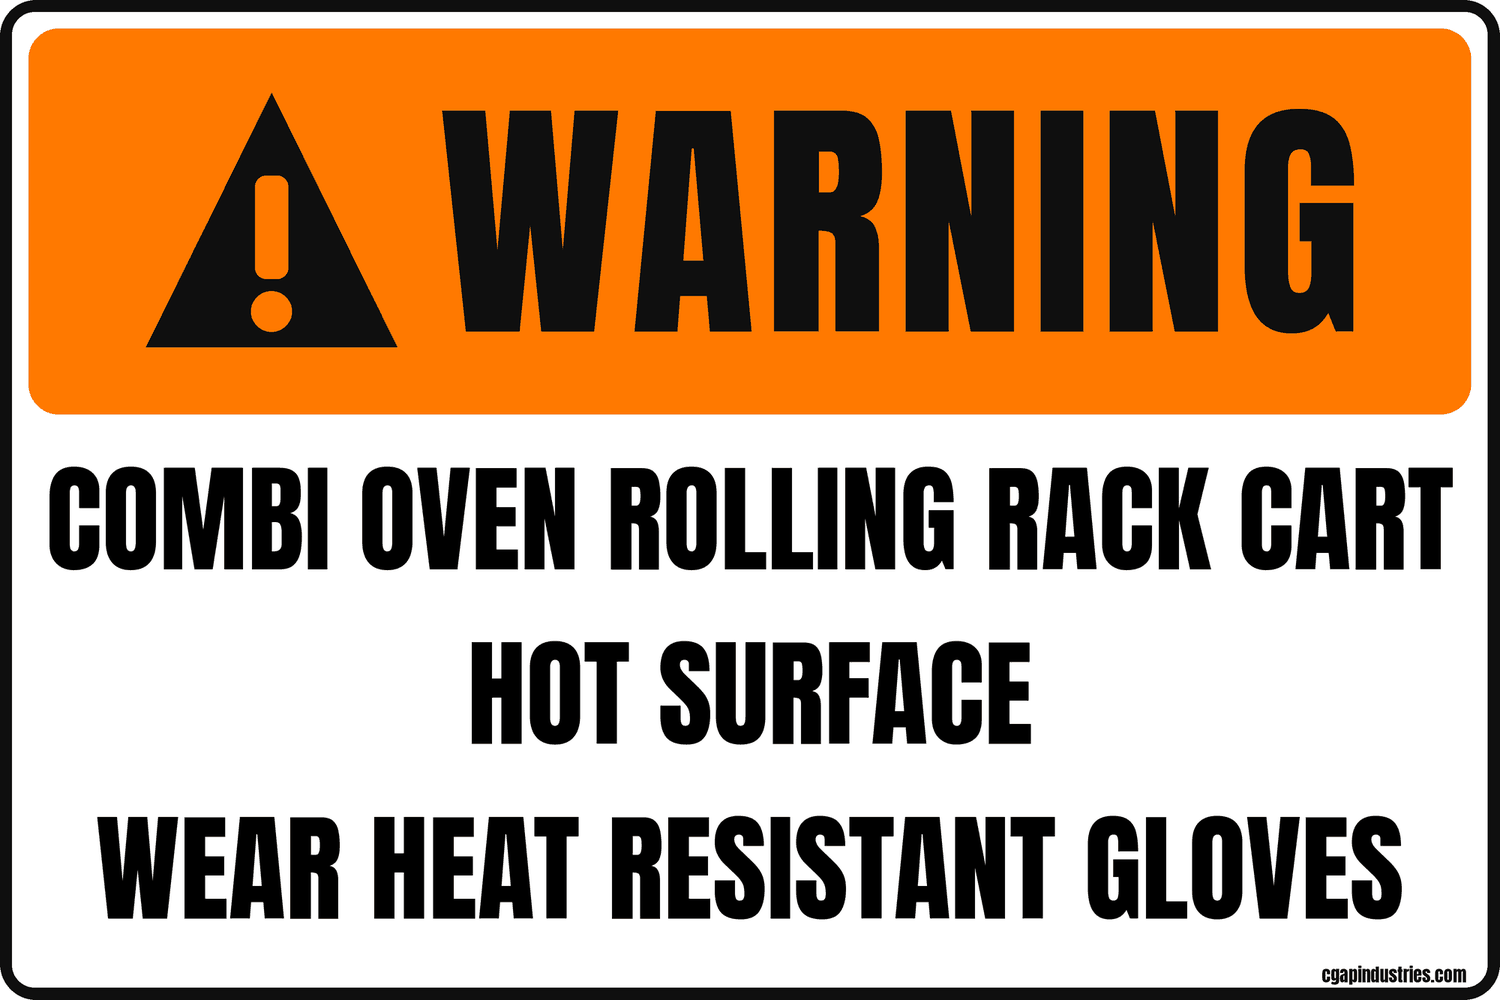 WARNING
COMBI OVEN ROLLING RACK CART
HOT SURFACE
WEAR HEAT RESISTANT GLOVES
cgapindustries.com